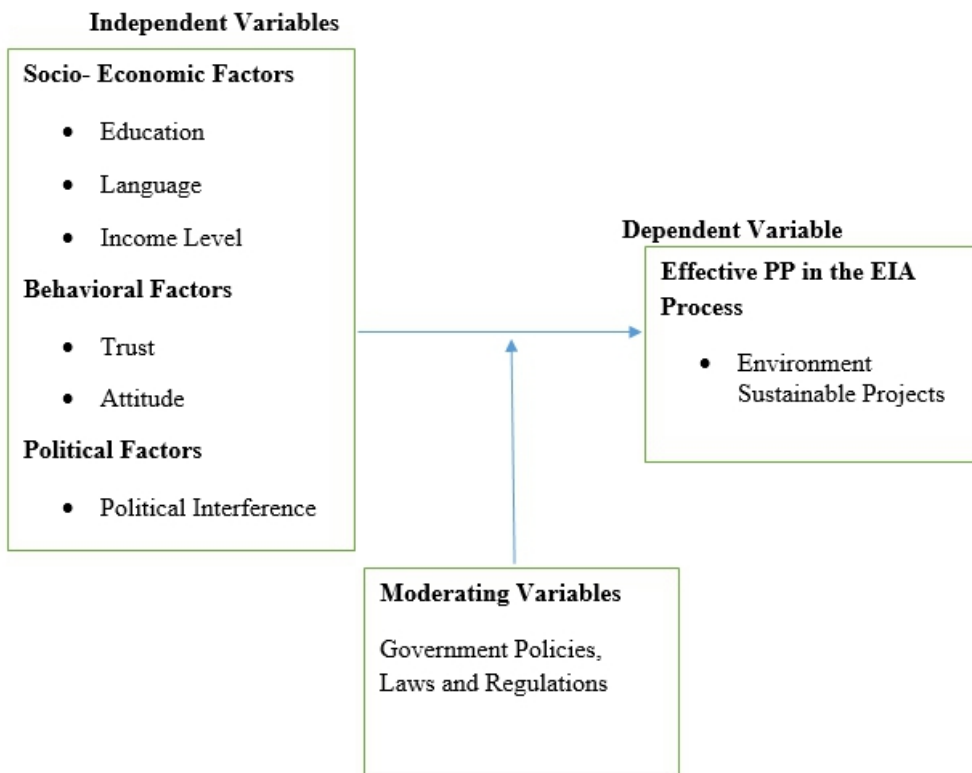 Independent Variables
Socio- Economic Factors
• Education
• Language
• Income Level
Behavioral Factors
• Trust
• Attitude
Political Factors
• Political Interference
Dependent Variable
Effective PP in the EIA
Process
• Environment
Sustainable Projects
Moderating Variables
Government Policies,
Laws and Regulations